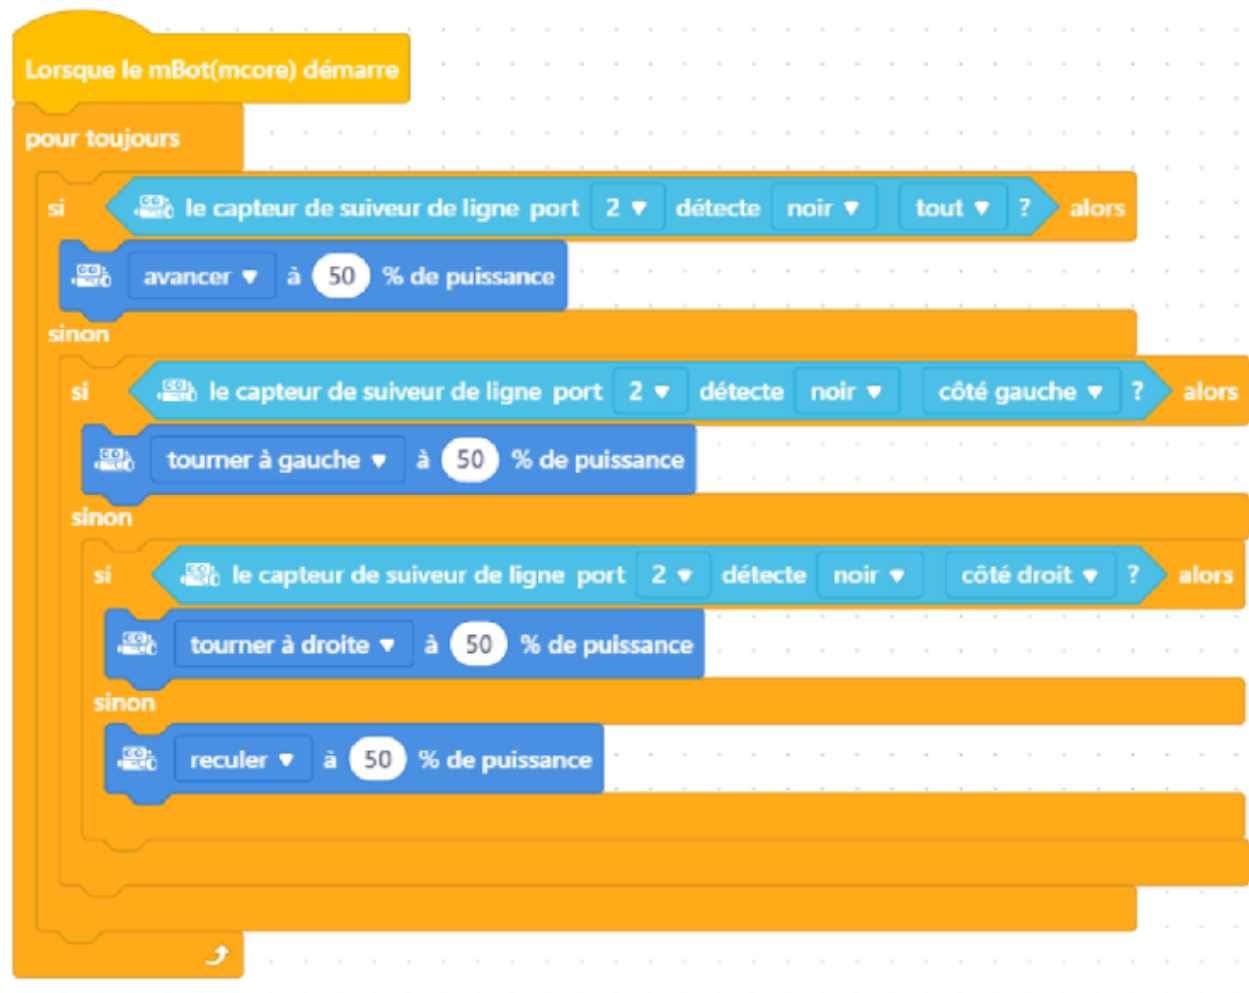 Lorsque le mBot(mcore) démarre
pour toujours
si le capteur de suiveur de ligne port 2 détecte noir tout ? alors
avancer à 50 % de puissance
sinon
si le capteur de suiveur de ligne port 2 détecte noir côté gauche ? alors
tourner à gauche à 50 % de puissance
sinon
si le capteur de suiveur de ligne port 2 détecte noir côté droit ? alors
tourner à droite à 50 % de puissance
sinon
reculer à 50 % de puissance